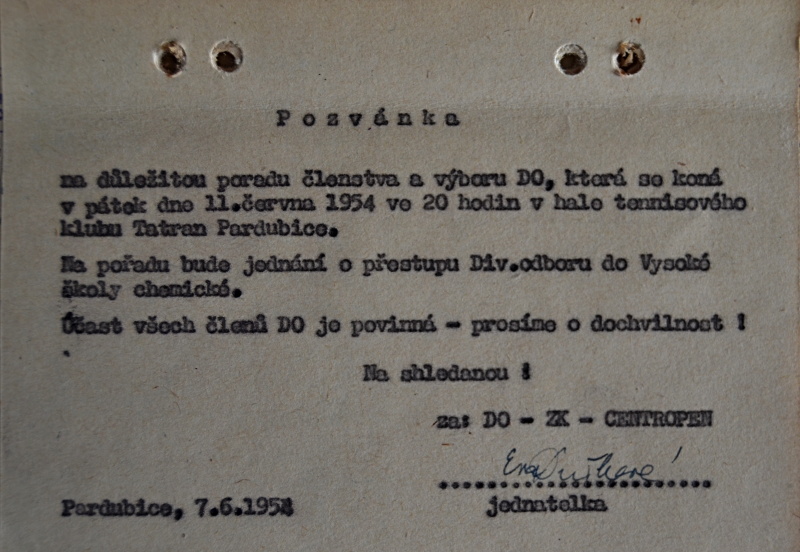 Pozvánka
na důležitou poradu členstva a výboru DO, která se koná
v pátek dne 11.června 1954 ve 20 hodin v hale tennisového
klubu Tatran Pardubice.
Na pořadu bude jednání o přestupu Div.odboru do Vysoké
školy chemické.
Účast všech členů DO je povinná - prosíme o dochvilnost !
Na shledanou !
za: DO - ZK - CENTROPEN
Eva
jednatelka
Pardubice, 7.6.1954